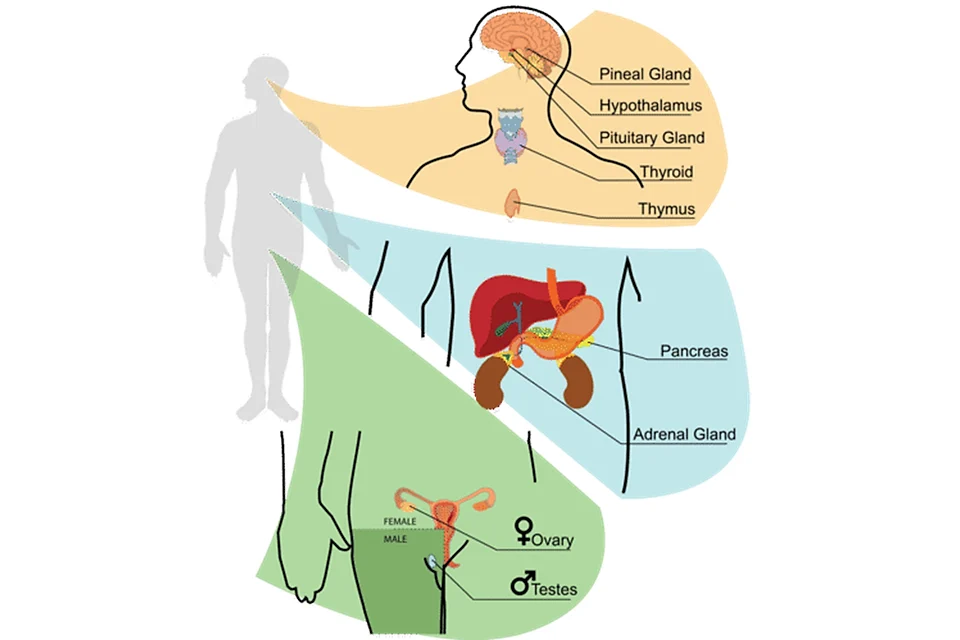 Pineal Gland
Hypothalamus
Pituitary Gland
Thyroid
Thymus
Pancreas
Adrenal Gland
FEMALE
MALE
♀Ovary
♂Testes